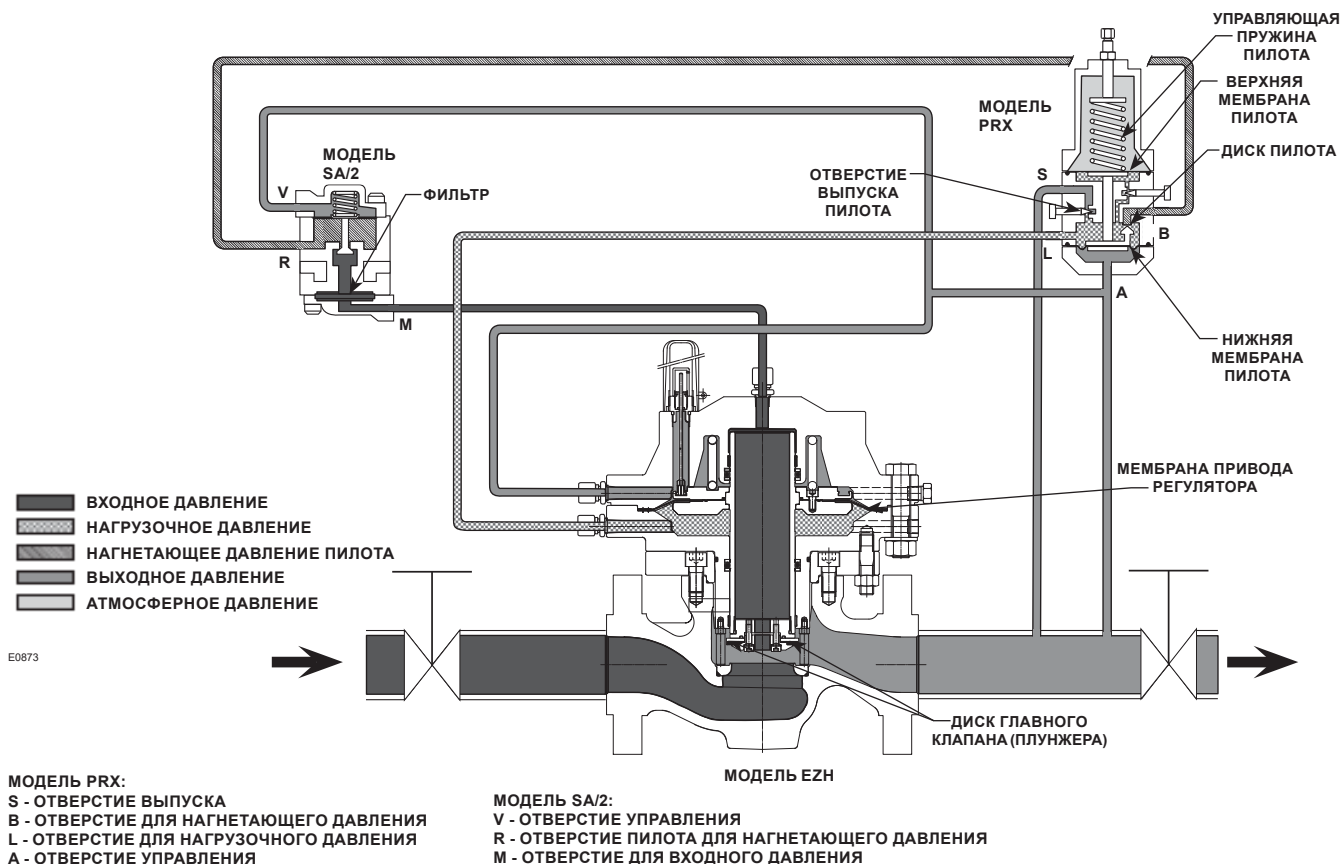 УПРАВЛЯЮЩАЯ
ПРУЖИНА
ПИЛОТА
ВЕРХНЯЯ
МЕМБРАНА
ПИЛОТА
МОДЕЛЬ
PRX
ДИСК ПИЛОТА
МОДЕЛЬ
SA/2
ОТВЕРСТИЕ
ВЫПУСКА
ПИЛОТА
S
V
ФИЛЬТР
B
L
R
A
M
НИЖНЯЯ
МЕМБРАНА
ПИЛОТА
МЕМБРАНА ПРИВОДА
РЕГУЛЯТОРА
ВХОДНОЕ ДАВЛЕНИЕ
НАГРУЗОЧНОЕ ДАВЛЕНИЕ
НАГНЕТАЮЩЕЕ ДАВЛЕНИЕ ПИЛОТА
ВЫХОДНОЕ ДАВЛЕНИЕ
АТМОСФЕРНОЕ ДАВЛЕНИЕ
E0873
ДИСК ГЛАВНОГО
КЛАПАНА (ПЛУНЖЕРА)
МОДЕЛЬ EZH
МОДЕЛЬ PRX:
S - ОТВЕРСТИЕ ВЫПУСКА
B - ОТВЕРСТИЕ ДЛЯ НАГНЕТАЮЩЕГО ДАВЛЕНИЯ
L - ОТВЕРСТИЕ ДЛЯ НАГРУЗОЧНОГО ДАВЛЕНИЯ
A - ОТВЕРСТИЕ УПРАВЛЕНИЯ
МОДЕЛЬ SA/2:
V - ОТВЕРСТИЕ УПРАВЛЕНИЯ
R - ОТВЕРСТИЕ ПИЛОТА ДЛЯ НАГНЕТАЮЩЕГО ДАВЛЕНИЯ
M - ОТВЕРСТИЕ ДЛЯ ВХОДНОГО ДАВЛЕНИЯ